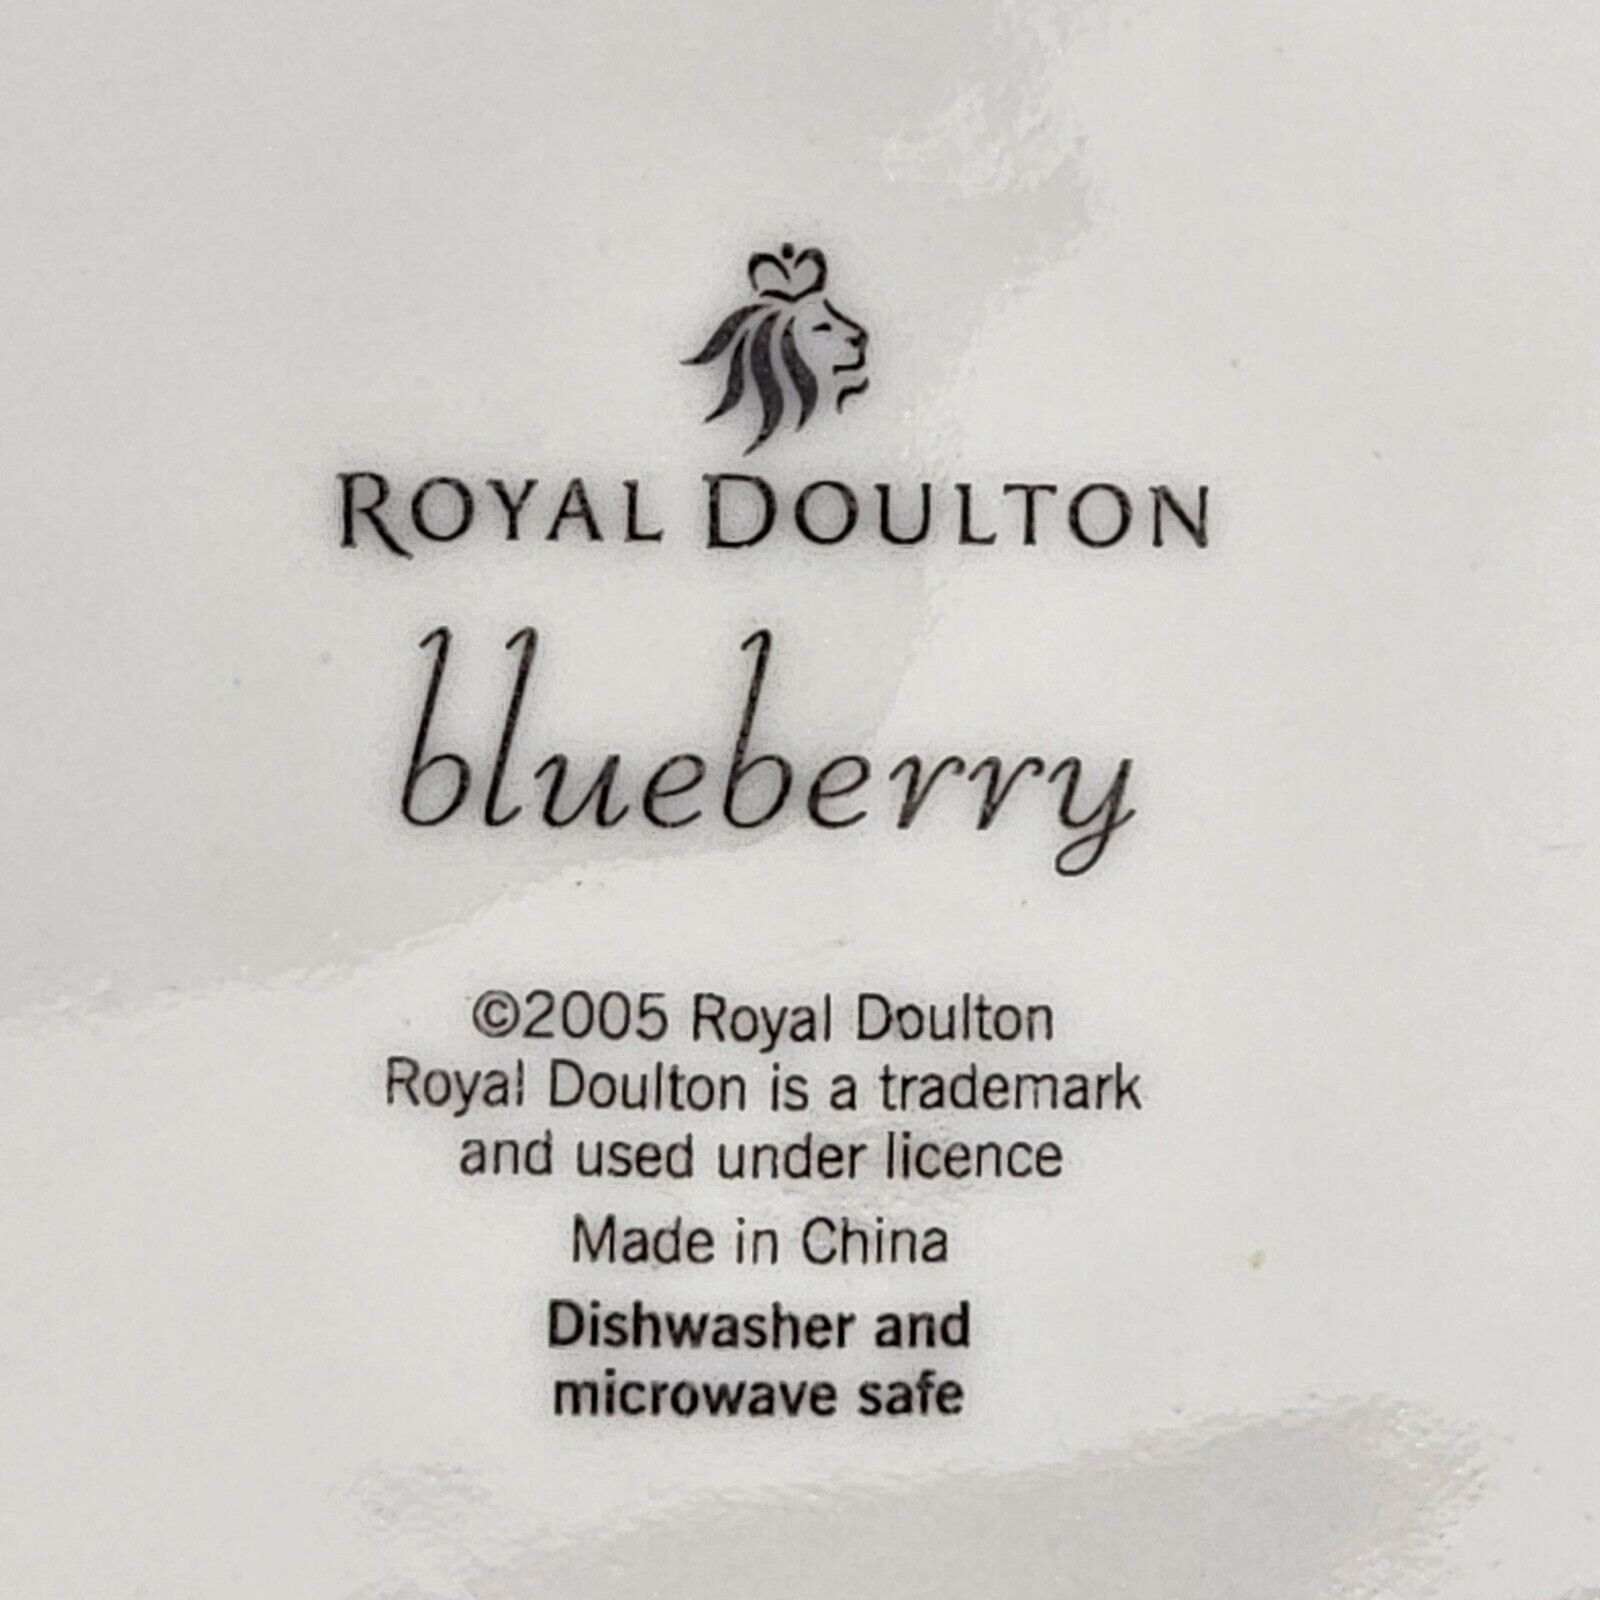 ROYAL DOULTON
blueberry
©2005 Royal Doulton
Royal Doulton is a trademark
and used under licence
Made in China
Dishwasher and
microwave safe